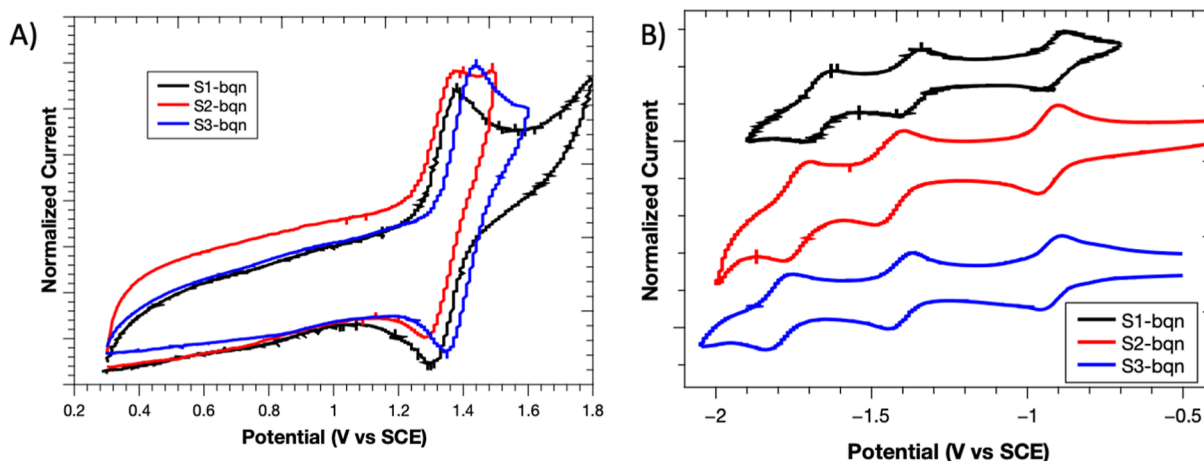 A)
Normalized Current
S1-bqn
S2-bqn
S3-bqn
0.2 0.4 0.6 0.8 1.0 1.2 1.4 1.6 1.8
Potential (V vs SCE)
B)
Normalized Current
S1-bqn
S2-bqn
S3-bqn
−2 −1.5 −1 −0.5
Potential (V vs SCE)